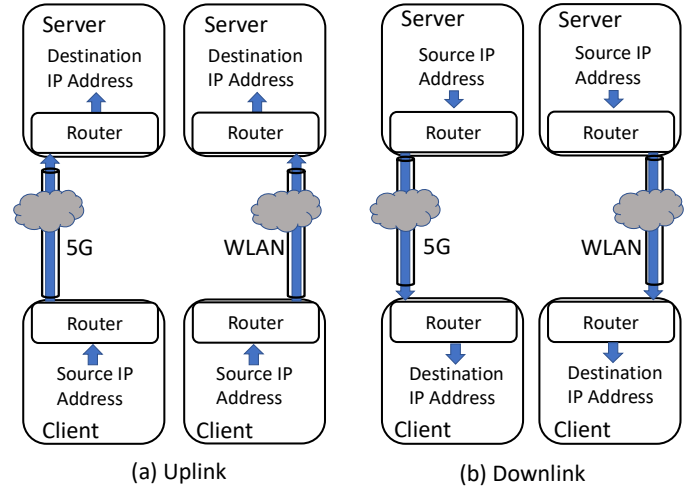 Server
Destination
IP Address
Router
5G
Router
Source IP
Address
Client
Server
Destination
IP Address
Router
WLAN
Router
Source IP
Address
Client
(a) Uplink
Server
Source IP
Address
Router
5G
Router
Destination
IP Address
Client
Server
Source IP
Address
Router
WLAN
Router
Destination
IP Address
Client
(b) Downlink